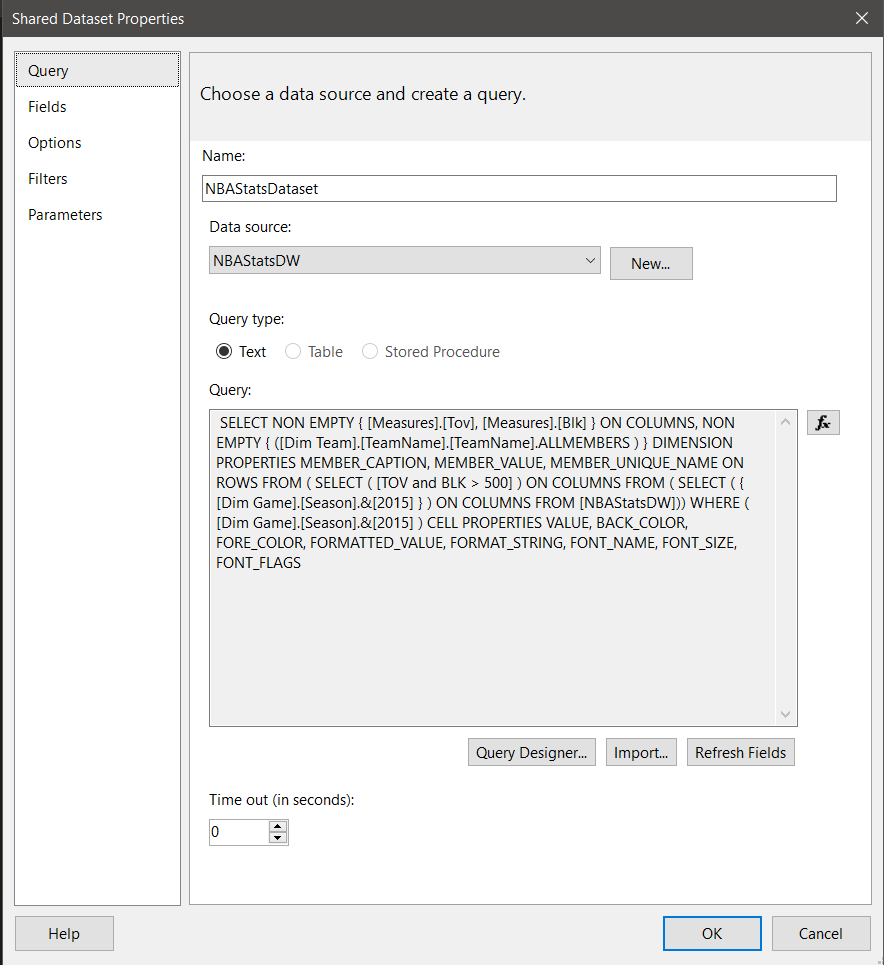 Shared Dataset Properties
Query
Fields
Options
Filters
Parameters
Choose a data source and create a query.
Name:
NBAStatsDataset
Data source:
NBAStatsDW
New...
Query type:
Text
Table
Stored Procedure
Query:
SELECT NON EMPTY { [Measures].[Tov], [Measures].[Blk] } ON COLUMNS, NON
EMPTY { ([Dim Team].[TeamName].[TeamName].ALLMEMBERS ) } DIMENSION
PROPERTIES MEMBER_CAPTION, MEMBER_VALUE, MEMBER_UNIQUE_NAME ON
ROWS FROM ( SELECT ( [TOV and BLK > 500] ) ON COLUMNS FROM ( SELECT ( {
[Dim Game].[Season].&[2015] } ) ON COLUMNS FROM [NBAStatsDW])) WHERE (
[Dim Game].[Season].&[2015] ) CELL PROPERTIES VALUE, BACK_COLOR,
FORE_COLOR, FORMATTED_VALUE, FORMAT_STRING, FONT_NAME, FONT_SIZE,
FONT_FLAGS
fx
Query Designer...
Import...
Refresh Fields
Time out (in seconds):
0
Help
OK
Cancel